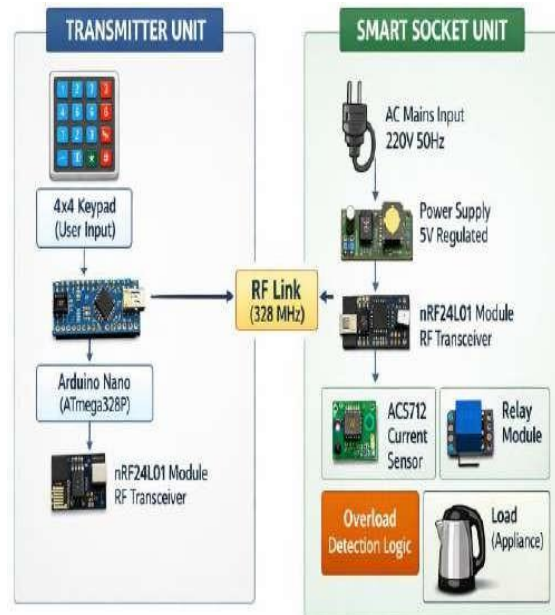 TRANSMITTER UNIT
4x4 Keypad
(User Input)
Arduino Nano
(ATmega328P)
nRF24L01 Module
RF Transceiver
RF Link
(328 MHz)
SMART SOCKET UNIT
AC Mains Input
220V 50Hz
Power Supply
5V Regulated
nRF24L01 Module
RF Transceiver
ACS712
Current
Sensor
Relay
Module
Overload
Detection Logic
Load
(Appliance)